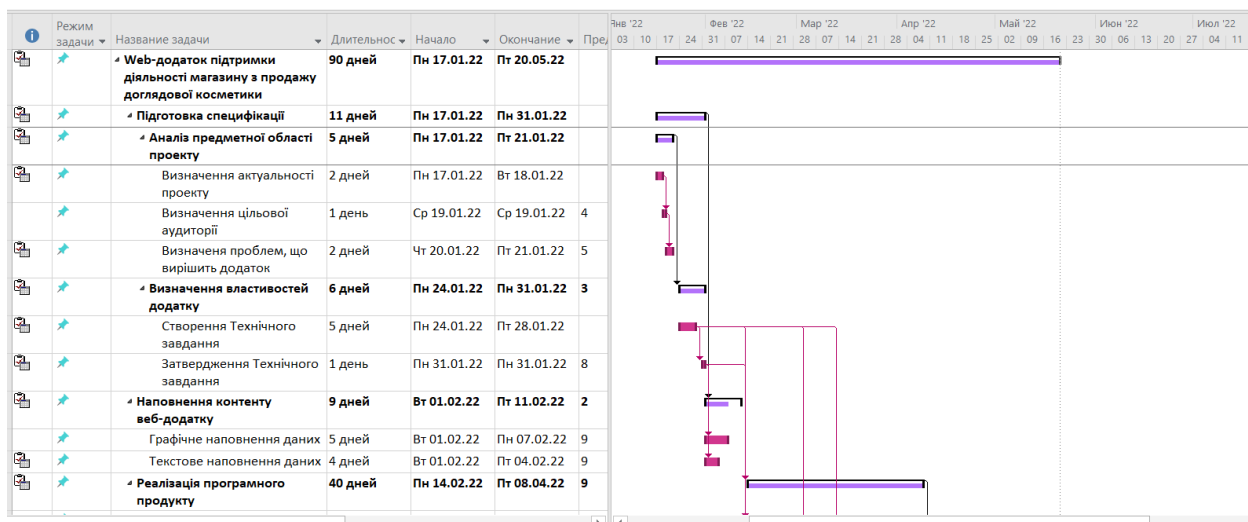 Янв '22 Фев '22 Мар '22 Апр '22 Май '22 Июн '22 Июл '22
Режим задачи Название задачи Длительнос Начало Окончание Пред
03 10 17 24 31 07 14 21 28 07 14 21 28 04 11 18 25 02 09 16 23 30 06 13 20 27 04 11
Web-додаток підтримки 90 дней Пн 17.01.22 Пт 20.05.22
діяльності магазину з продажу
доглядової косметики
Підготовка специфікації 11 дней Пн 17.01.22 Пн 31.01.22
Аналіз предметної області 5 дней Пн 17.01.22 Пт 21.01.22
проекту
Визначення актуальності 2 дней Пн 17.01.22 Вт 18.01.22
проекту
Визначення цільової 1 день Ср 19.01.22 Ср 19.01.22 4
аудиторії
Визначеня проблем, що 2 дней Чт 20.01.22 Пт 21.01.22 5
вирішить додаток
Визначення властивостей 6 дней Пн 24.01.22 Пн 31.01.22 3
додатку
Створення Технічного 5 дней Пн 24.01.22 Пт 28.01.22
завдання
Затвердження Технічного 1 день Пн 31.01.22 Пн 31.01.22 8
завдання
Наповнення контенту 9 дней Вт 01.02.22 Пт 11.02.22 2
веб-додатку
Графічне наповнення даних 5 дней Вт 01.02.22 Пн 07.02.22 9
Текстове наповнення даних 4 дней Вт 01.02.22 Пт 04.02.22 9
Реалізація програмного 40 дней Пн 14.02.22 Пт 08.04.22 9
продукту